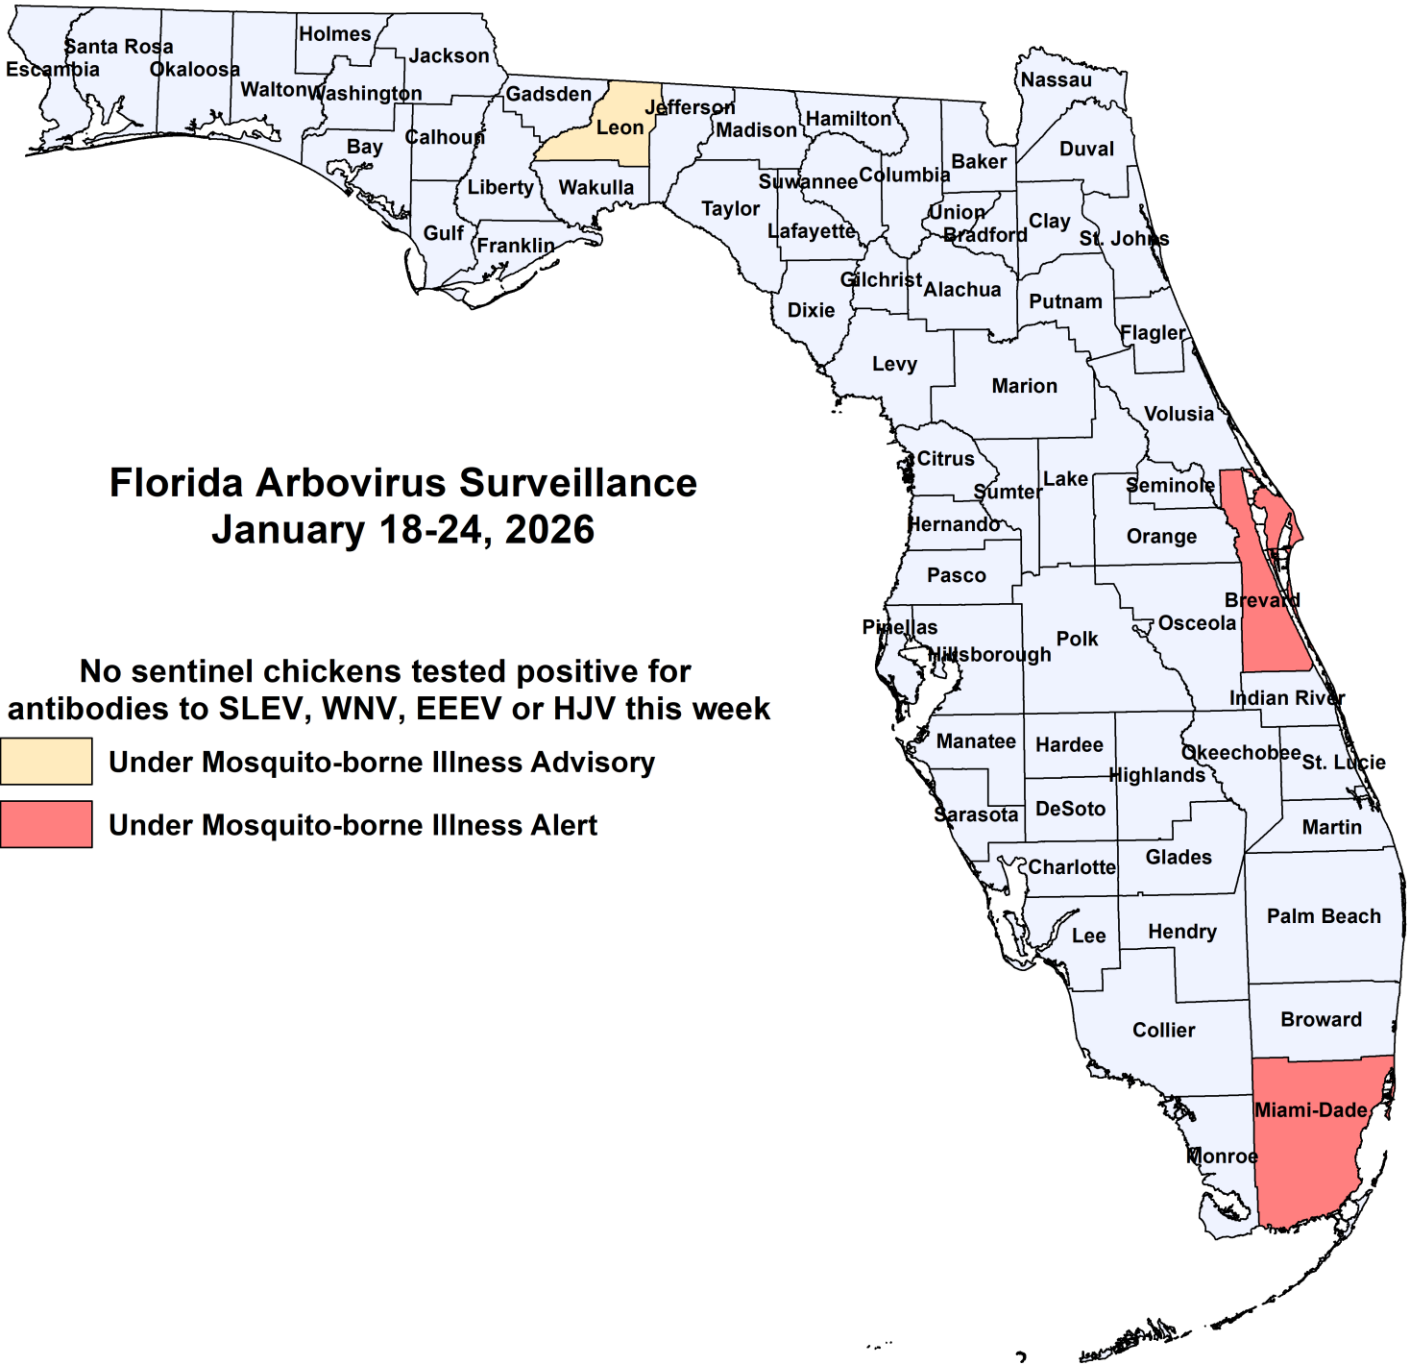 Holmes
Jackson
Santa Rosa
Escambia
Okaloosa
Walton
Washington
Gadsden
Nassau
Jefferson
Leon
Madison
Hamilton
Calhoun
Bay
Duval
Baker
Columbia
Suwannee
Liberty
Wakulla
Taylor
Union
Clay
Lafayette
Bradford
St. Johns
Gulf
Franklin
Gilchrist
Alachua
Putnam
Dixie
Flagler
Levy
Marion
Volusia
Citrus
Lake
Seminole
Sumter
Florida Arbovirus Surveillance
January 18-24, 2026
Hernando
Orange
Pasco
Brevard
Pinellas
Osceola
Polk
Hillsborough
No sentinel chickens tested positive for
antibodies to SLEV, WNV, EEEV or HJV this week
Under Mosquito-borne Illness Advisory
Under Mosquito-borne Illness Alert
Indian River
Manatee
Hardee
Okeechobee
St. Lucie
Highlands
Sarasota
DeSoto
Martin
Glades
Charlotte
Palm Beach
Lee
Hendry
Broward
Collier
Miami-Dade
Monroe